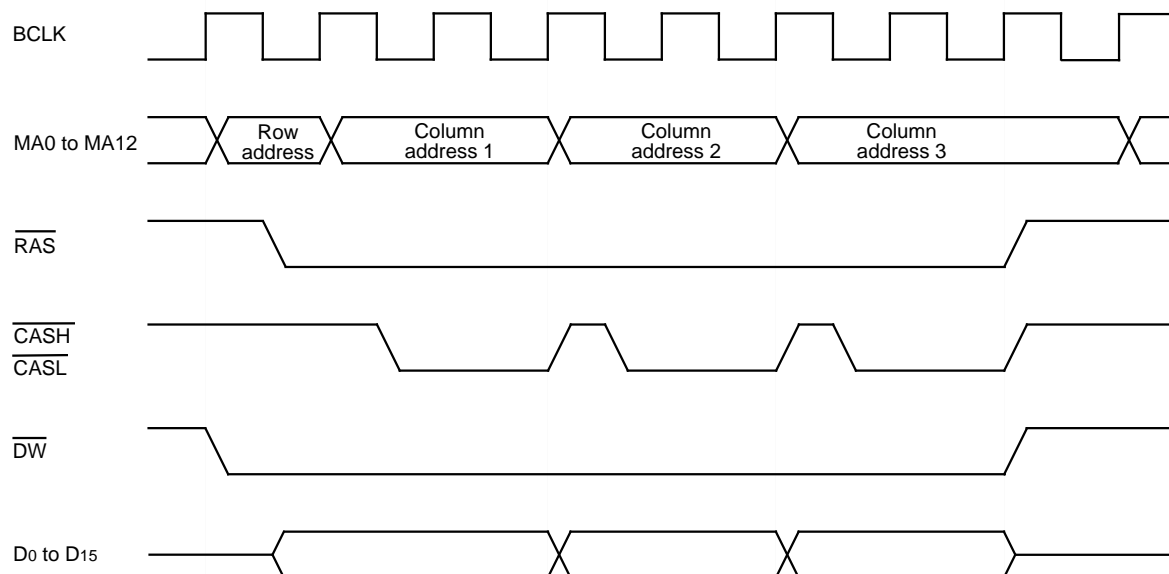 BCLK
MA0 to MA12
Row
address
Column
address 1
Column
address 2
Column
address 3
RAS
CASH
CASL
DW
D0 to D15